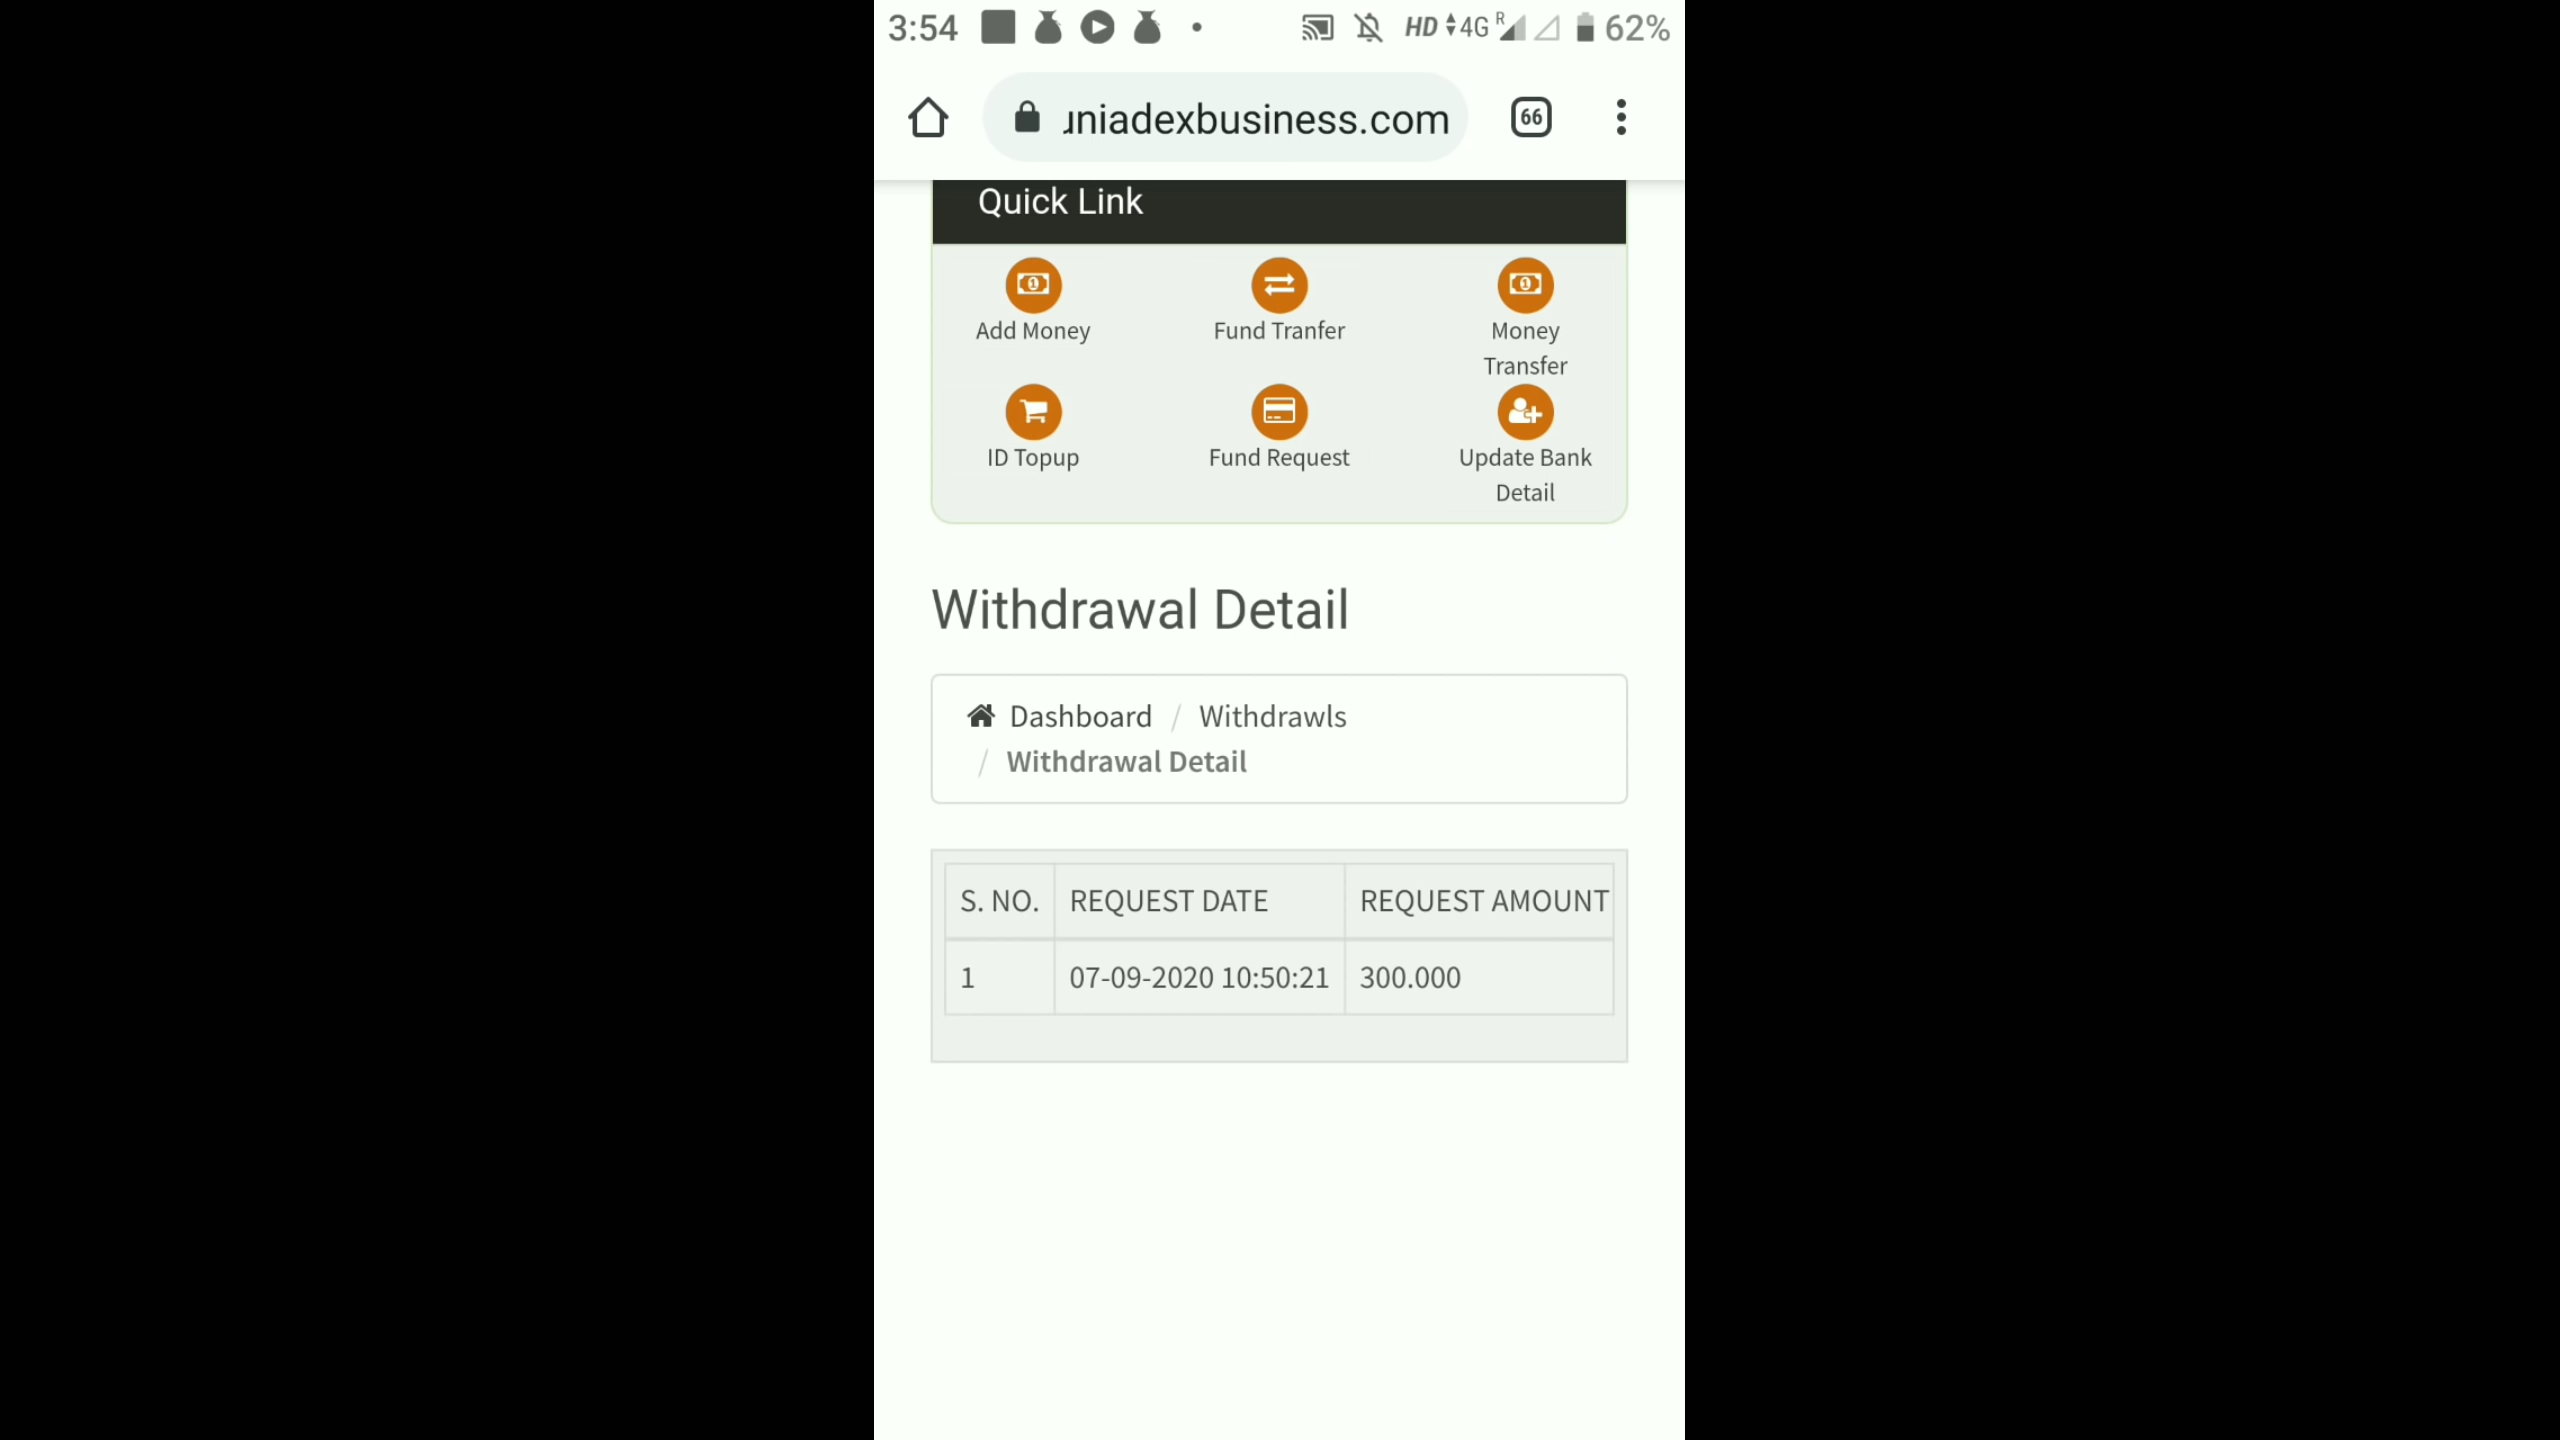 3:54 HD 4G R 62%
uniadexbusiness.com 66
Quick Link
Add Money Fund Tranfer Money Transfer
ID Topup Fund Request Update Bank Detail
Withdrawal Detail
Dashboard / Withdrawls
/ Withdrawal Detail
S. NO. REQUEST DATE REQUEST AMOUNT
1 07-09-2020 10:50:21 300.000